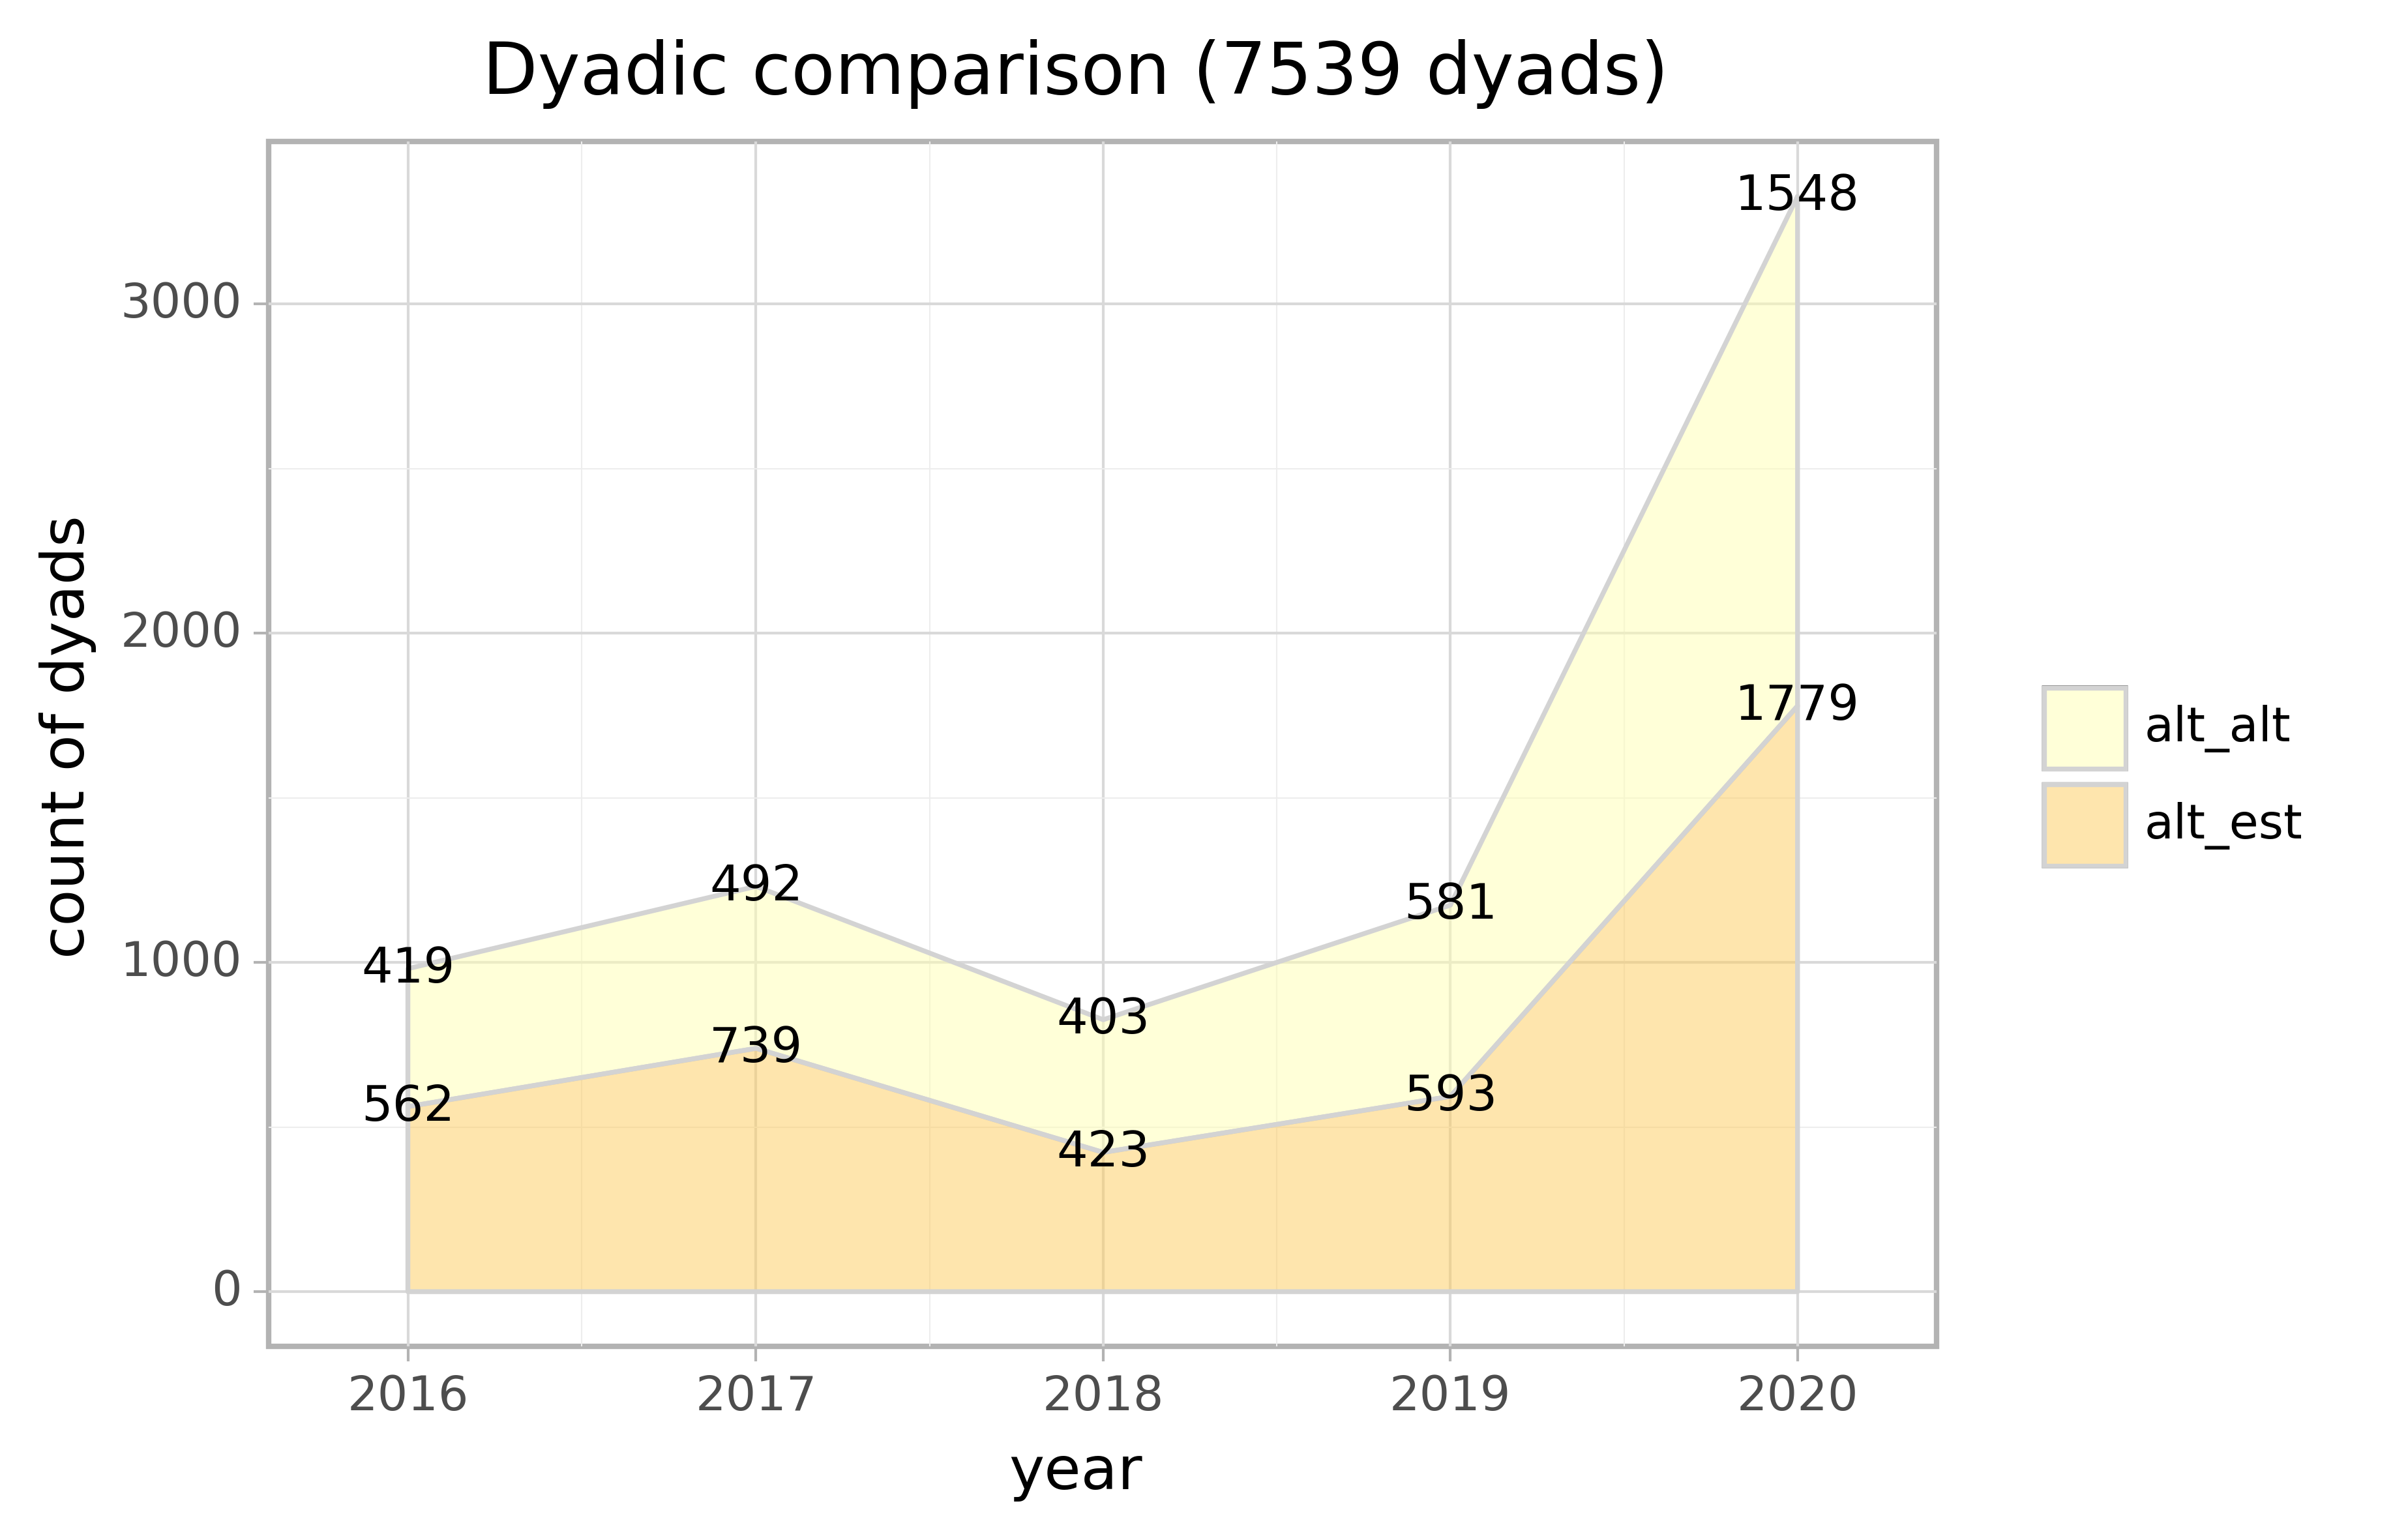 Dyadic comparison (7539 dyads)
count of dyads
3000
2000
1000
0
1548
1779
492
581
419
403
739
593
562
423
2016 2017 2018 2019 2020
year
alt_alt
alt_est